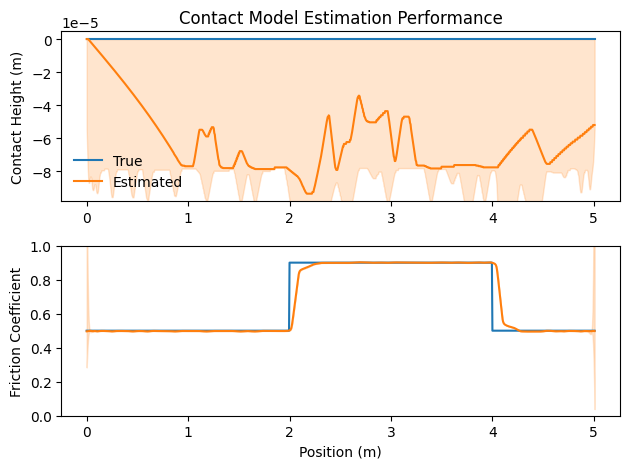 Contact Model Estimation Performance
1e−5
Contact Height (m)
0
−2
−4
−6
−8
True
Estimated
0 1 2 3 4 5
Friction Coefficient
1.0
0.8
0.6
0.4
0.2
0.0
0 1 2 3 4 5
Position (m)